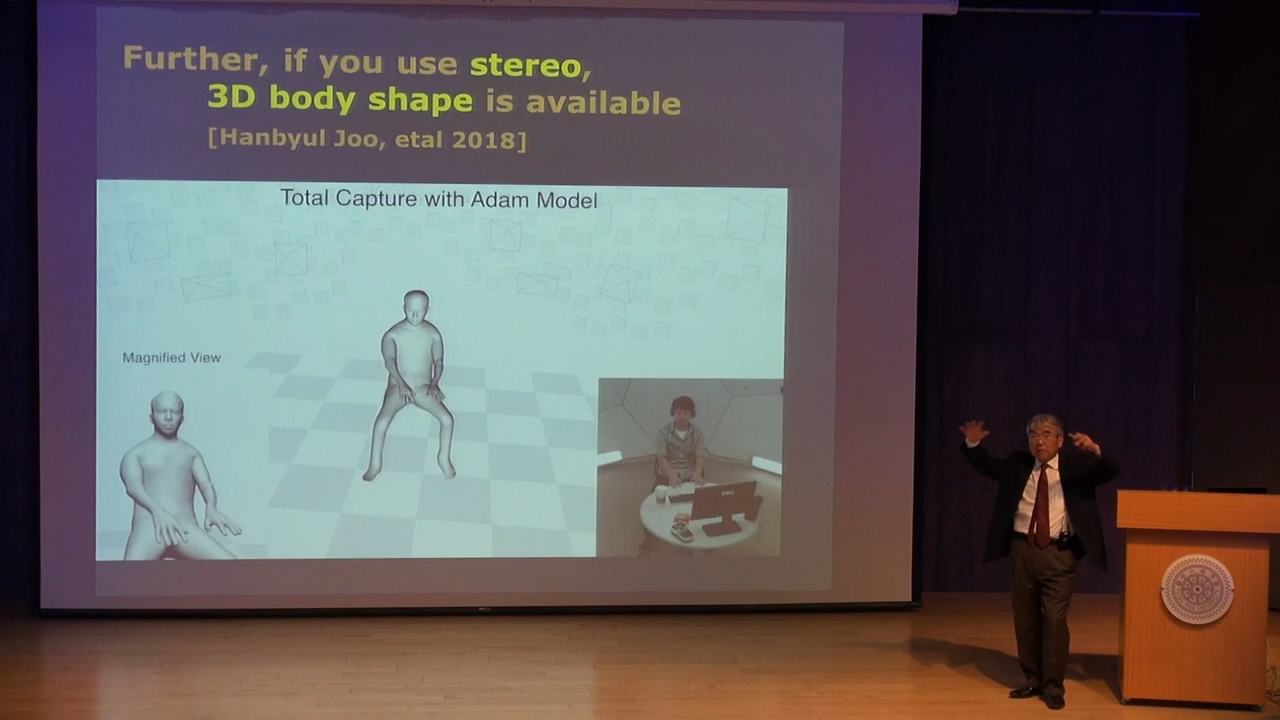 Further, if you use stereo,
3D body shape is available
[Hanbyul Joo, etal 2018]
Total Capture with Adam Model
Magnified View
DELL